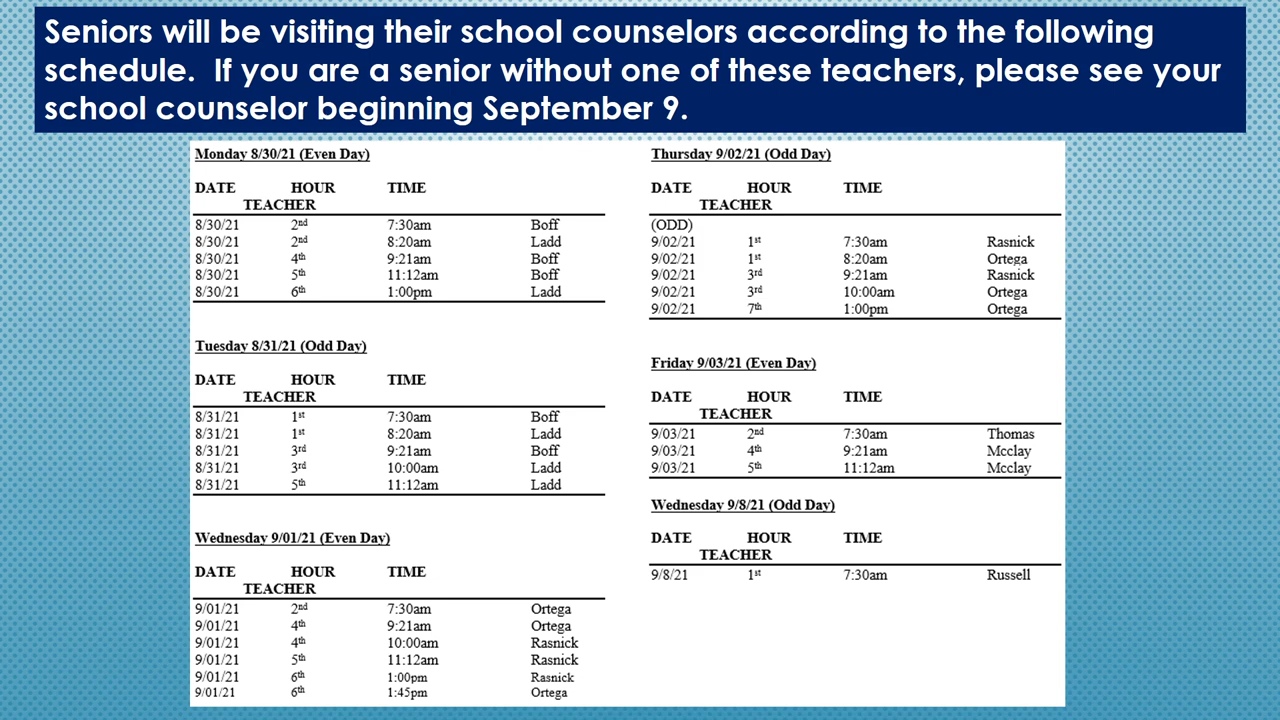 Seniors will be visiting their school counselors according to the following
schedule.  If you are a senior without one of these teachers, please see your
school counselor beginning September 9.
Monday 8/30/21 (Even Day)
DATE HOUR TIME
TEACHER
8/30/21 2nd 7:30am Boff
8/30/21 2nd 8:20am Ladd
8/30/21 4th 9:21am Boff
8/30/21 5th 11:12am Boff
8/30/21 6th 1:00pm Ladd
Tuesday 8/31/21 (Odd Day)
DATE HOUR TIME
TEACHER
8/31/21 1st 7:30am Boff
8/31/21 1st 8:20am Ladd
8/31/21 3rd 9:21am Boff
8/31/21 3rd 10:00am Ladd
8/31/21 5th 11:12am Ladd
Wednesday 9/01/21 (Even Day)
DATE HOUR TIME
TEACHER
9/01/21 2nd 7:30am Ortega
9/01/21 4th 9:21am Ortega
9/01/21 4th 10:00am Rasnick
9/01/21 5th 11:12am Rasnick
9/01/21 6th 1:00pm Rasnick
9/01/21 6th 1:45pm Ortega
Thursday 9/02/21 (Odd Day)
DATE HOUR TIME
TEACHER
(ODD)
9/02/21 1st 7:30am Rasnick
9/02/21 1st 8:20am Ortega
9/02/21 3rd 9:21am Rasnick
9/02/21 3rd 10:00am Ortega
9/02/21 7th 1:00pm Ortega
Friday 9/03/21 (Even Day)
DATE HOUR TIME
TEACHER
9/03/21 2nd 7:30am Thomas
9/03/21 4th 9:21am Mcclay
9/03/21 5th 11:12am Mcclay
Wednesday 9/8/21 (Odd Day)
DATE HOUR TIME
TEACHER
9/8/21 1st 7:30am Russell